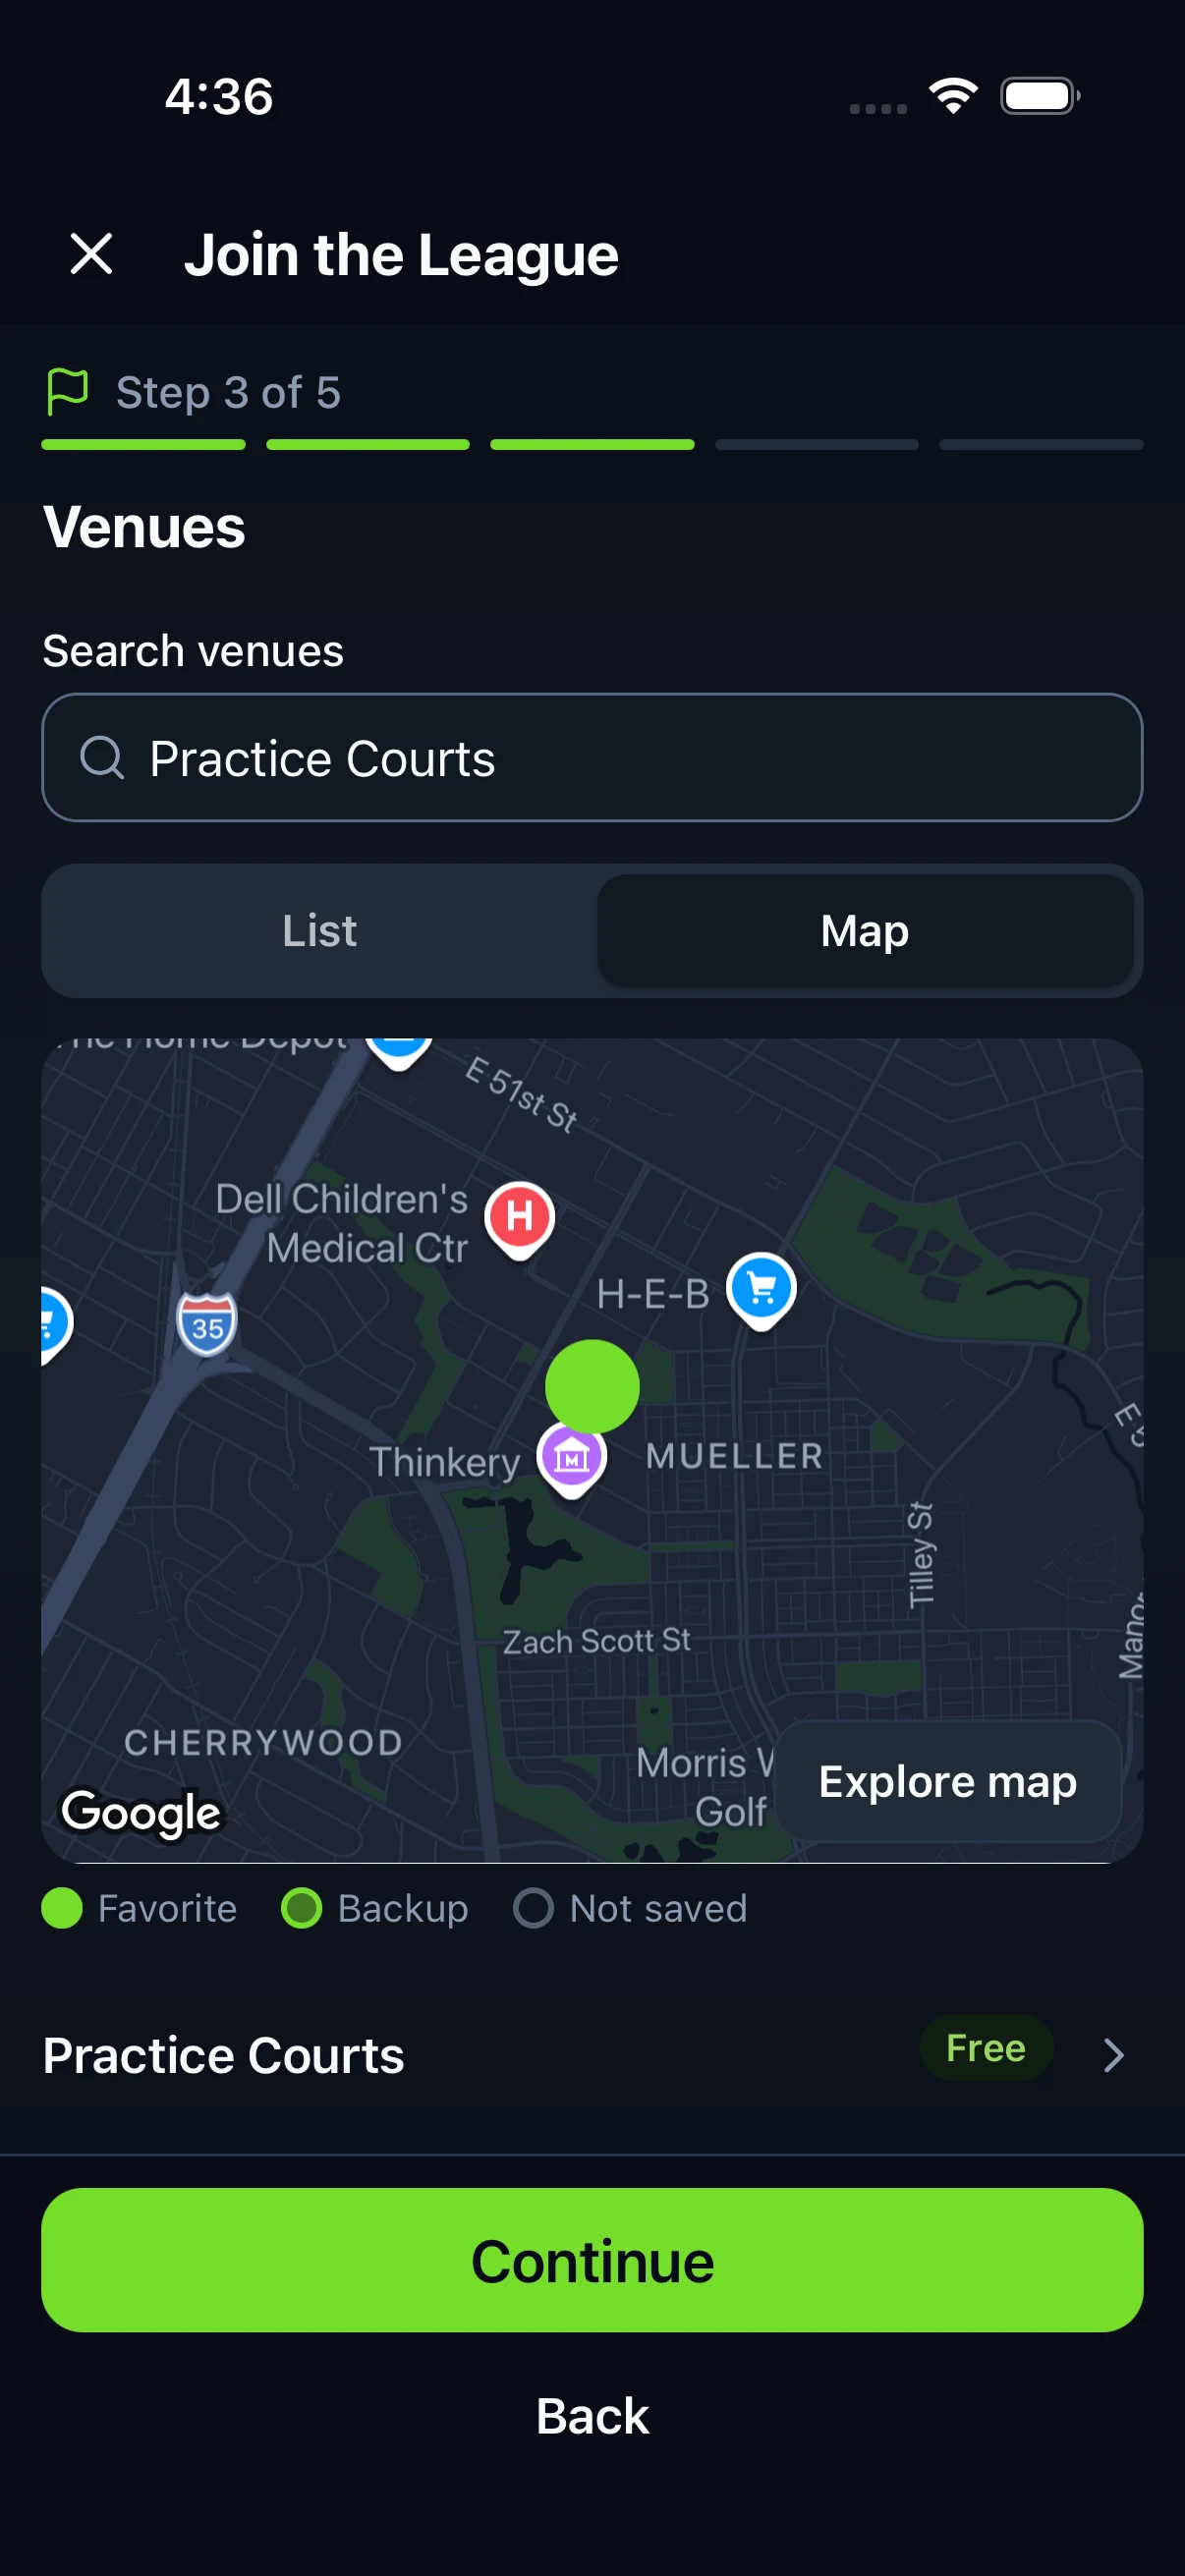 4:36
Join the League
Step 3 of 5
Venues
Search venues
Practice Courts
List
Map
E 51st St
Dell Children's
Medical Ctr
H
H-E-B
35
Thinkery
M
MUELLER
Tilley St
Zach Scott St
CHERRYWOOD
Morris
Golf
Explore map
Google
Favorite
Backup
Not saved
Practice Courts
Free
Continue
Back